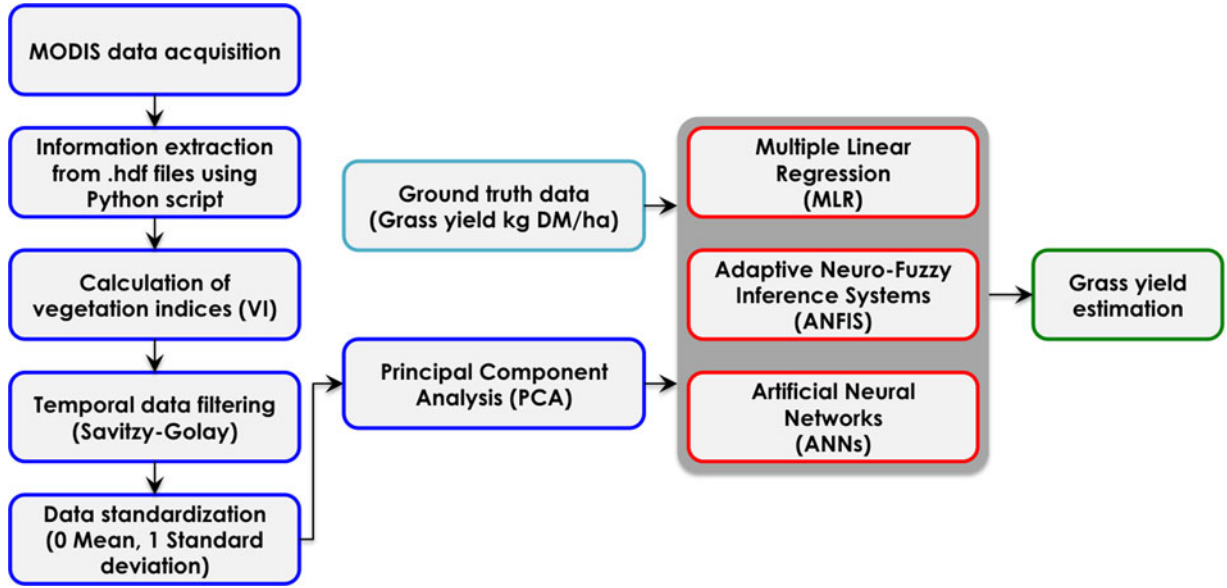 MODIS data acquisition
Information extraction
from .hdf files using
Python script
Calculation of
vegetation indices (VI)
Temporal data filtering
(Savitzy-Golay)
Data standardization
(0 Mean, 1 Standard
deviation)
Ground truth data
(Grass yield kg DM/ha)
Principal Component
Analysis (PCA)
Multiple Linear
Regression
(MLR)
Adaptive Neuro-Fuzzy
Inference Systems
(ANFIS)
Artificial Neural
Networks
(ANNs)
Grass yield
estimation